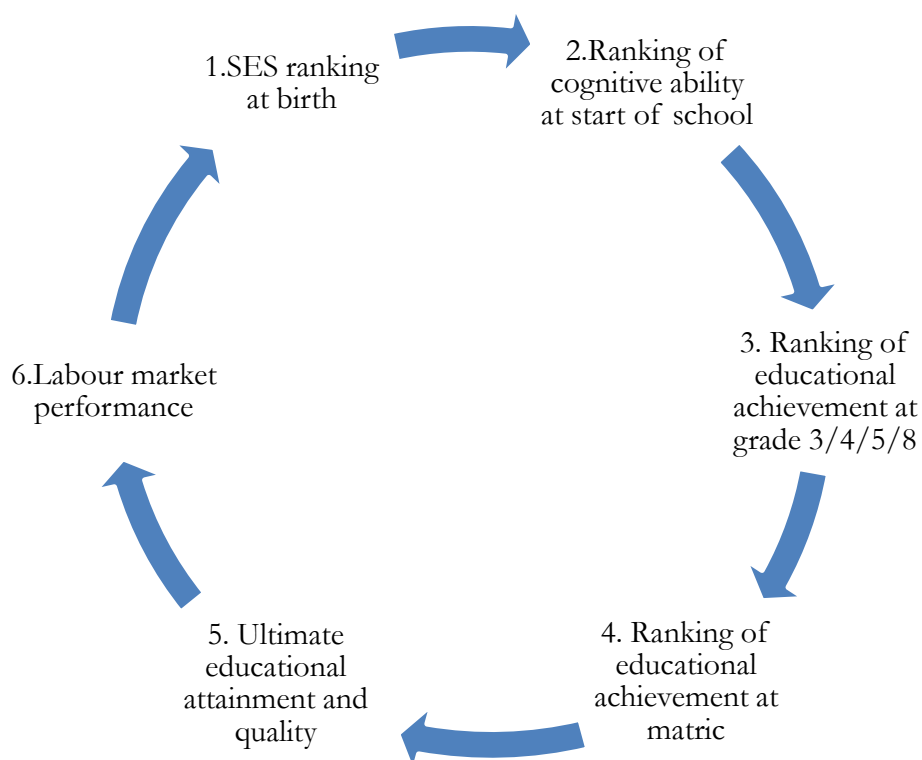 1.SES ranking
at birth
2.Ranking of
cognitive ability
at start of school
3. Ranking of
educational
achievement at
grade 3/4/5/8
4. Ranking of
educational
achievement at
matric
5. Ultimate
educational
attainment and
quality
6.Labour market
performance